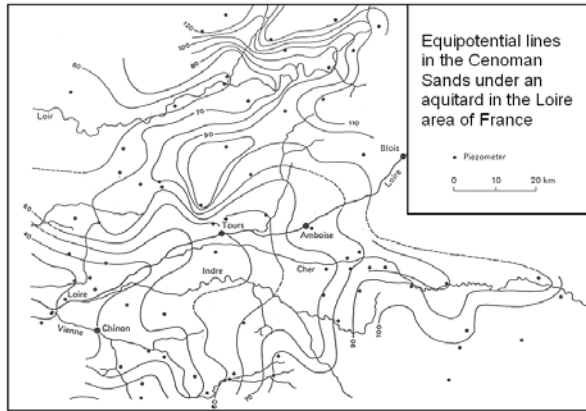 Equipotential lines
in the Cenoman
Sands under an
aquitard in the Loire
area of France
Piezometer
0 10 20 km
120
100
80
60
70
90
110
Loir
Blois
Loire
Tours
Amboise
Cher
Indre
60
40
Loire
Vienne
Chinon
90
100
80
60
70